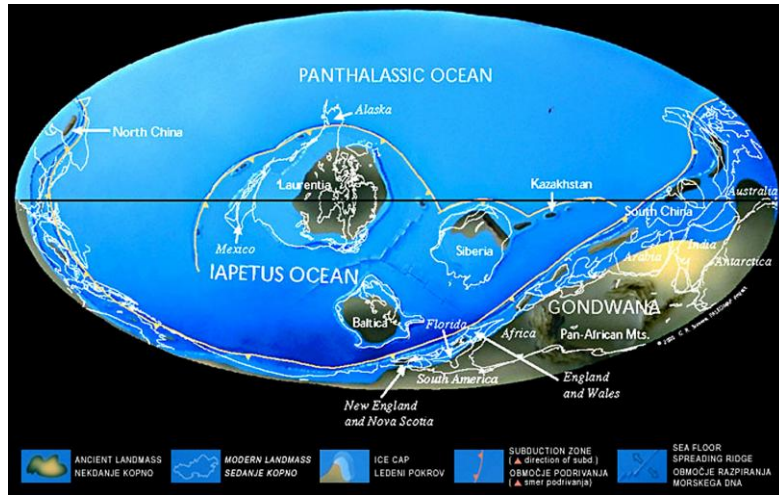 PANTHALASSIC OCEAN
Alaska
North China
Laurentia
Kazakhstan
Australia
South China
Mexico
Siberia
India
Arabia
Antarctica
IAPETUS OCEAN
GONDWANA
Baltica
Florida
Africa
Pan-African Mts.
South America
England
and Wales
New England
and Nova Scotia
ANCIENT LANDMASS
NEKDANJE KOPNO
MODERN LANDMASS
SEDANJE KOPNO
ICE CAP
LEDENI POKROV
SUBDUCTION ZONE
( ▲ direction of subd.)
OBMOČJE PODRIVANJA
( ▲ smer podrivanja)
SEA FLOOR
SPREADING RIDGE
OBMOČJE RAZPIRANJA
MORSKEGA DNA